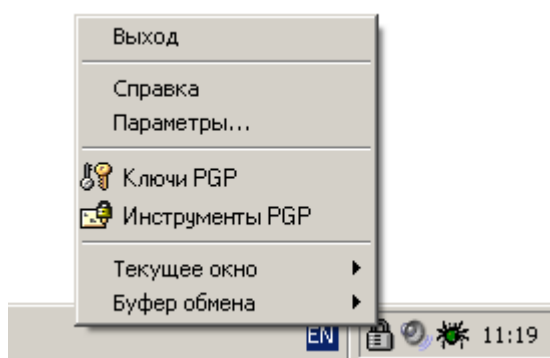 Выход
Справка
Параметры...
Ключи PGP
Инструменты PGP
Текущее окно
Буфер обмена
EN 11:19